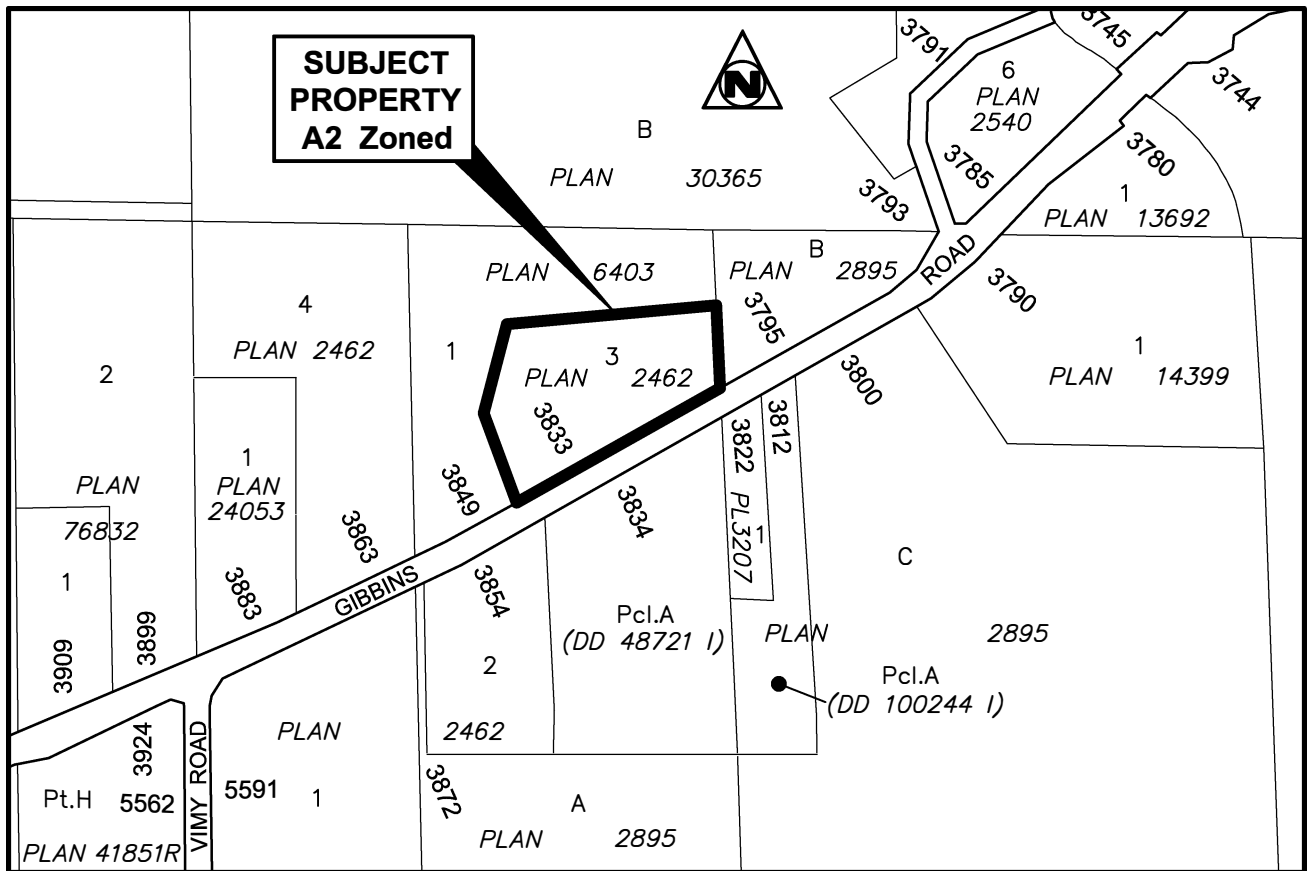 SUBJECT
PROPERTY
A2 Zoned
N
B
PLAN 30365
3791
3745
6
PLAN
2540
3744
3785
3780
3793
1
PLAN 13692
PLAN 6403
B
PLAN 2895
ROAD
3790
4
PLAN 2462
1
3
PLAN 2462
3833
3795
3800
1
PLAN 14399
2
PLAN
76832
1
PLAN
24053
3849
3863
3883
GIBBINS
3834
3822
3812
1
PL3207
C
1
3909
3899
3854
2
2462
Pcl.A
(DD 48721 I)
PLAN 2895
Pcl.A
(DD 100244 I)
3924
VIMY ROAD
PLAN
5591 1
Pt.H 5562
PLAN 41851R
3872
A
PLAN 2895